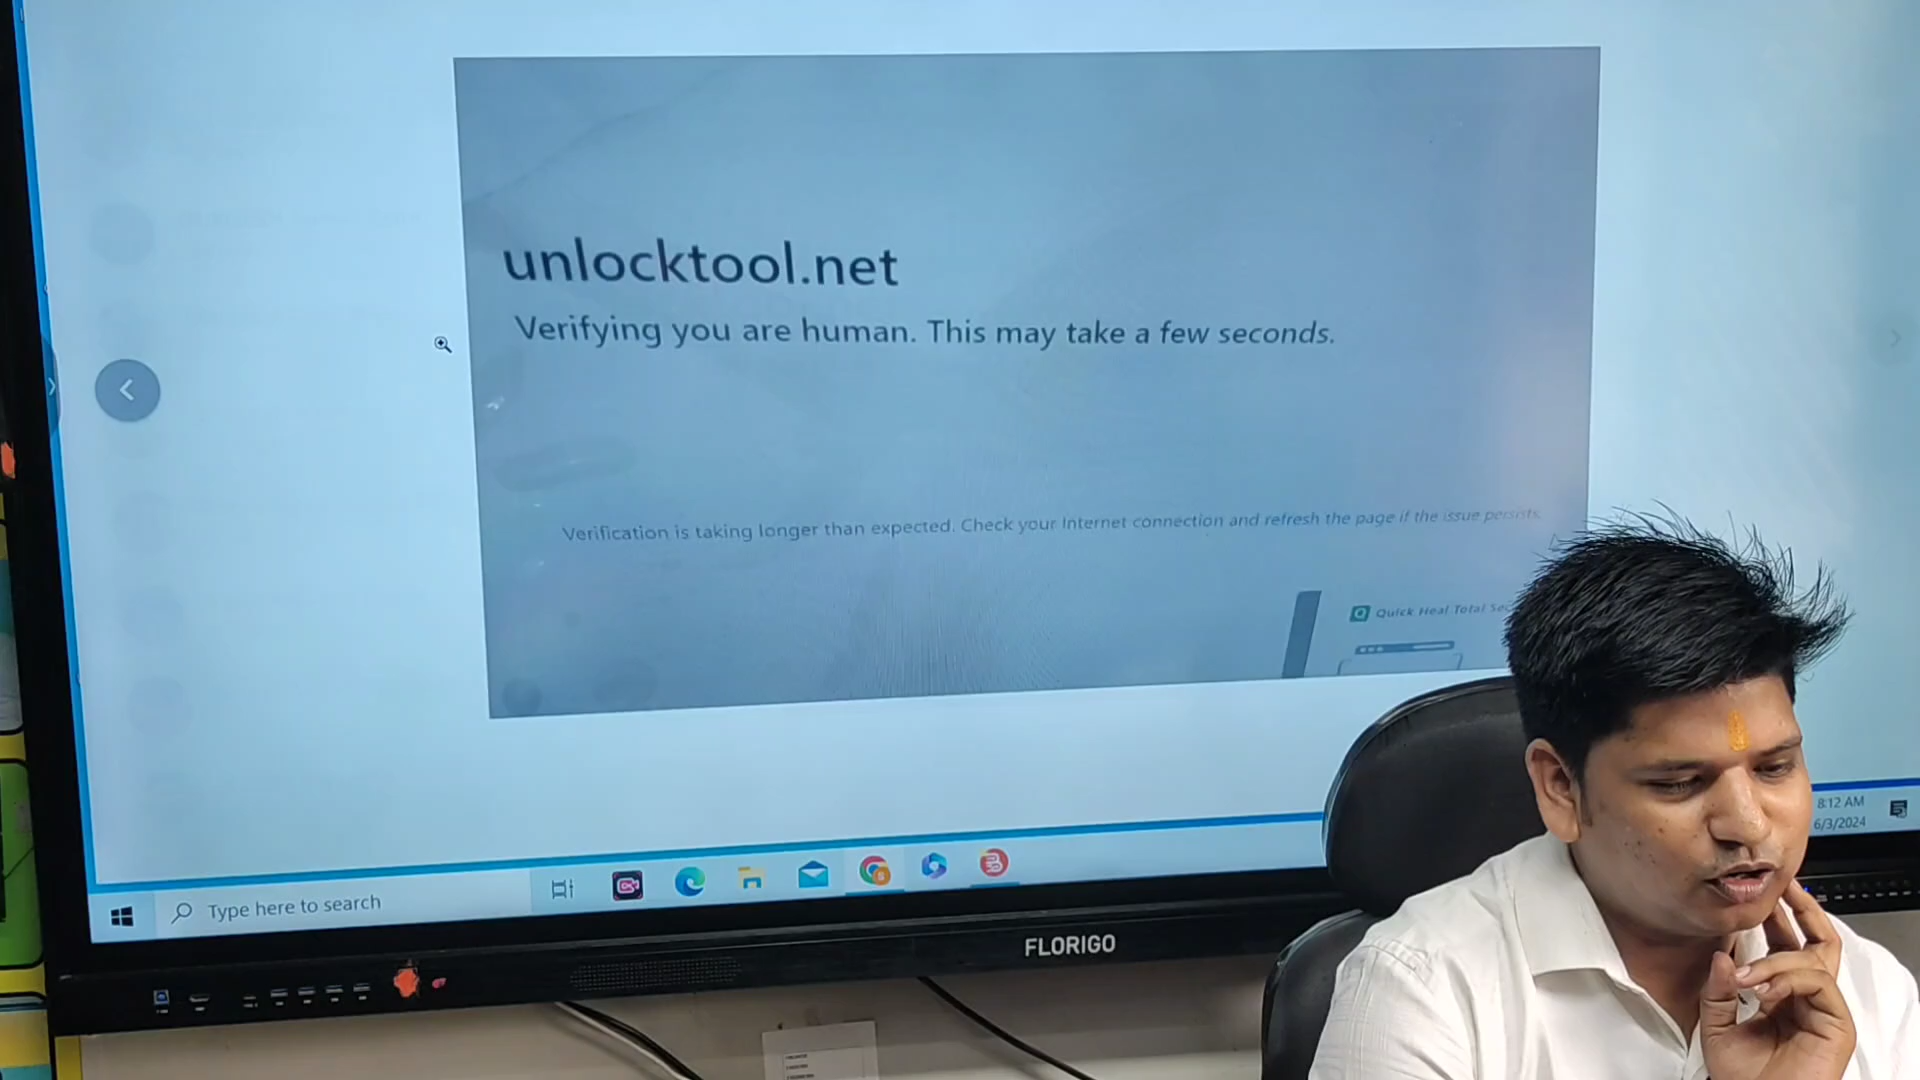 unlocktool.net
Verifying you are human. This may take a few seconds.
Verification is taking longer than expected. Check your Internet connection and refresh the page if the issue persists.
Quick Heal Total
8:12 AM
6/3/2024
Type here to search
FLORIGO